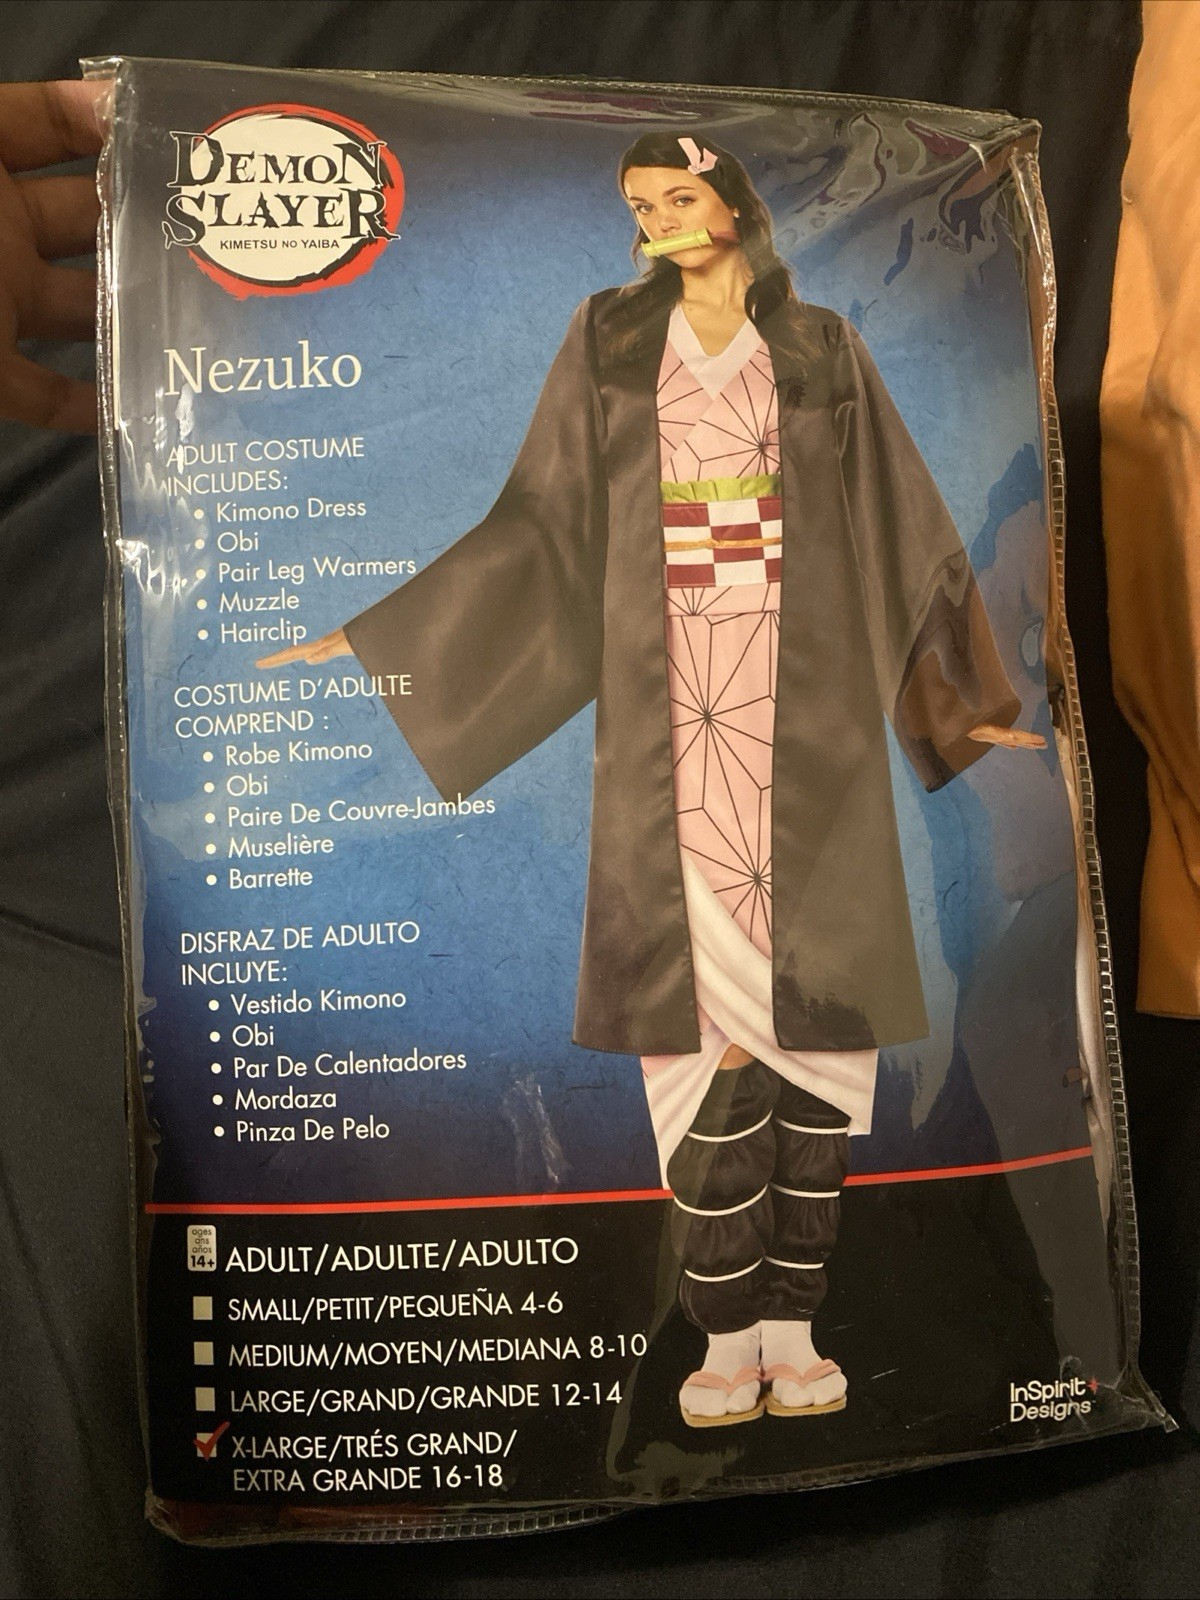 DEMON
SLAYER
KIMETSU NO YAIBA
Nezuko
ADULT COSTUME
INCLUDES:
• Kimono Dress
• Obi
• Pair Leg Warmers
• Muzzle
• Hairclip
COSTUME D'ADULTE
COMPREND :
• Robe Kimono
• Obi
• Paire De Couvre-Jambes
• Muselière
• Barrette
DISFRAZ DE ADULTO
INCLUYE:
• Vestido Kimono
• Obi
• Par De Calentadores
• Mordaza
• Pinza De Pelo
ages
ans
años
14+
ADULT/ADULTE/ADULTO
SMALL/PETIT/PEQUEÑA 4-6
MEDIUM/MOYEN/MEDIANA 8-10
LARGE/GRAND/GRANDE 12-14
X-LARGE/TRÉS GRAND/
EXTRA GRANDE 16-18
InSpirit
Designs™